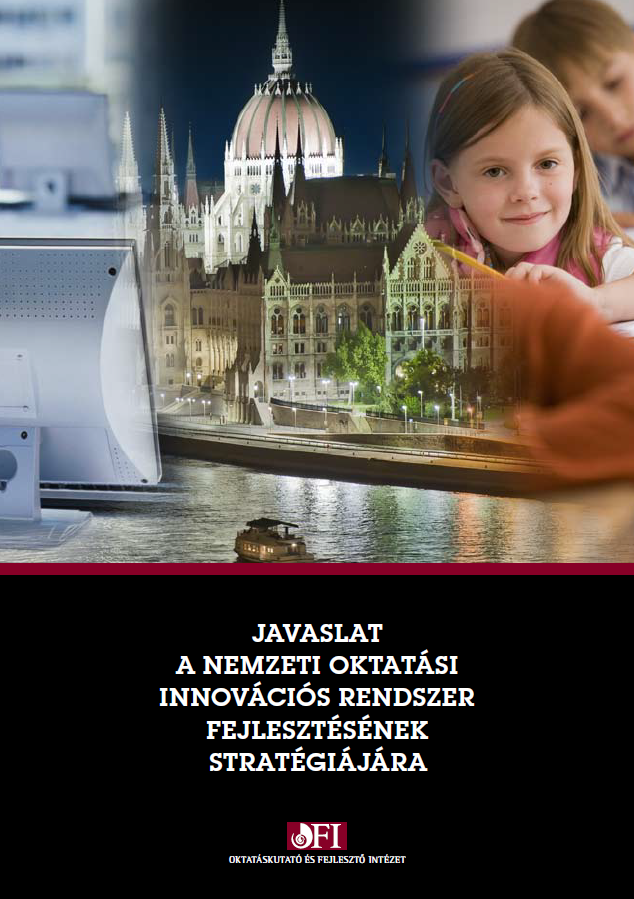 JAVASLAT
A NEMZETI OKTATÁSI
INNOVÁCIÓS RENDSZER
FEJLESZTÉSÉNEK
STRATÉGIÁJÁRA
OFI
OKTATÁSKUTATÓ ÉS FEJLESZTŐ INTÉZET